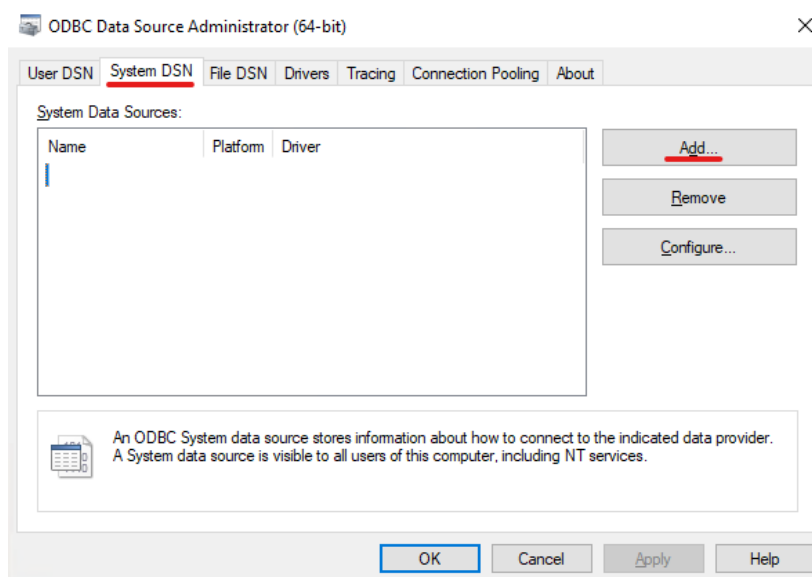 ODBC Data Source Administrator (64-bit)
User DSN System DSN File DSN Drivers Tracing Connection Pooling About
System Data Sources:
Name Platform Driver
Add...
Remove
Configure...
An ODBC System data source stores information about how to connect to the indicated data provider.
A System data source is visible to all users of this computer, including NT services.
OK Cancel Apply Help